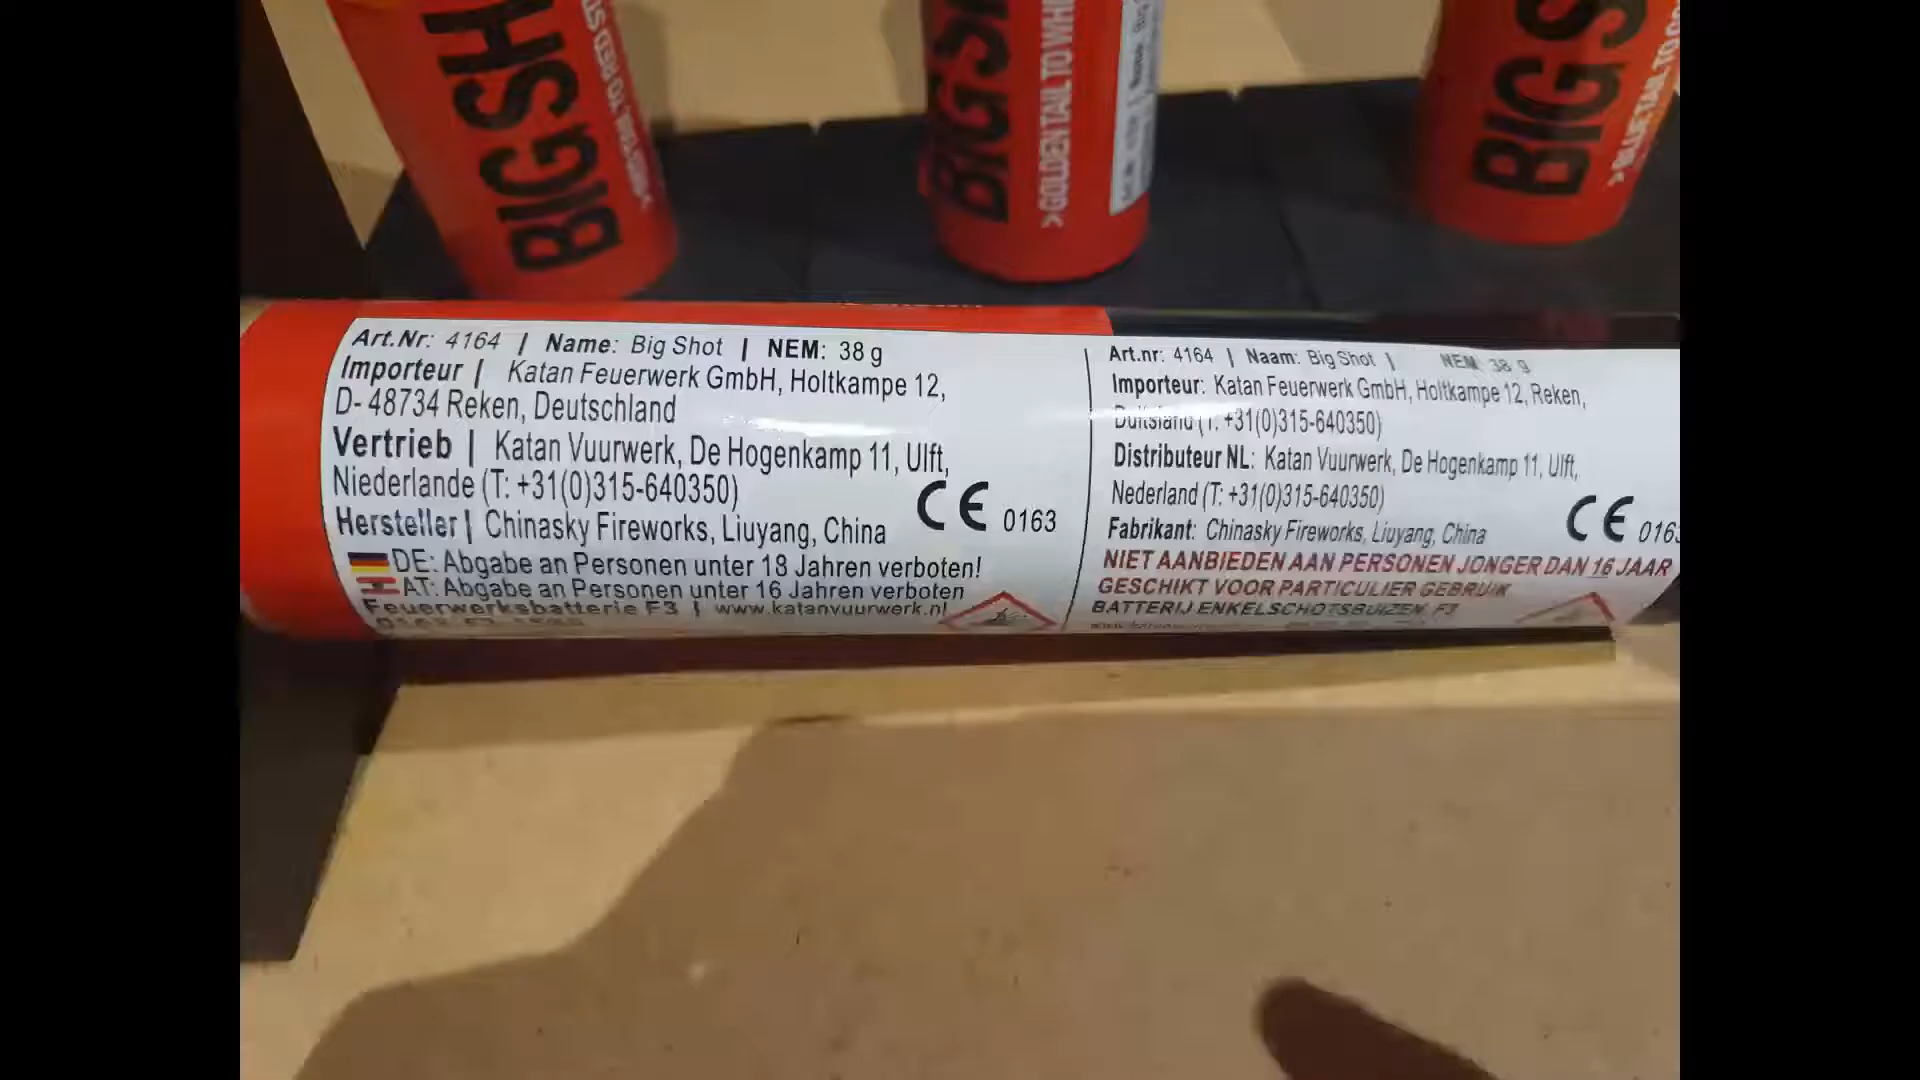 BIG SH
BIG S
>GOLDEN TAIL TO WHI
BIG S
>BLUE TAIL TO
Art.Nr: 4164 | Name: Big Shot | NEM: 38 g
Importeur | Katan Feuerwerk GmbH, Holtkampe 12,
D- 48734 Reken, Deutschland
Vertrieb | Katan Vuurwerk, De Hogenkamp 11, Ulft,
Niederlande (T: +31(0)315-640350)
Hersteller | Chinasky Fireworks, Liuyang, China
CE 0163
DE: Abgabe an Personen unter 18 Jahren verboten!
AT: Abgabe an Personen unter 16 Jahren verboten
Feuerwerksbatterie F3 | www.katanvuurwerk.nl
Art.nr: 4164 | Naam: Big Shot | NEM 38 g
Importeur: Katan Feuerwerk GmbH, Holtkampe 12, Reken,
Duitsland (T: +31(0)315-640350)
Distributeur NL: Katan Vuurwerk, De Hogenkamp 11, Ulft,
Nederland (T: +31(0)315-640350)
Fabrikant: Chinasky Fireworks, Liuyang, China
CE 0163
NIET AANBIEDEN AAN PERSONEN JONGER DAN 16 JAAR
GESCHIKT VOOR PARTICULIER GEBRUIK
BATTERIJ ENKELSCHOTSBUIZEN, F3